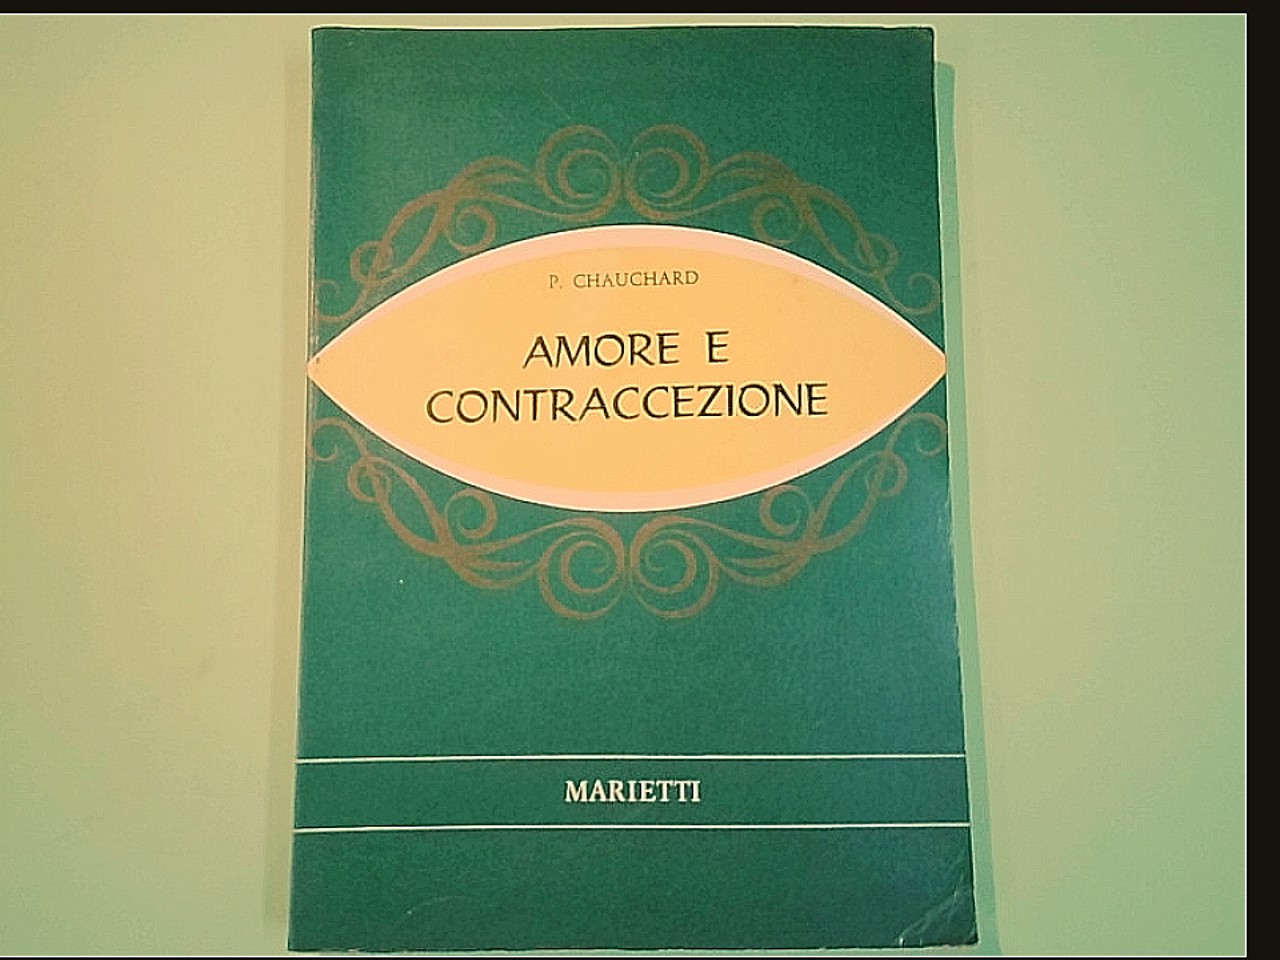 P. CHAUCHARD
AMORE E
CONTRACCEZIONE
MARIETTI